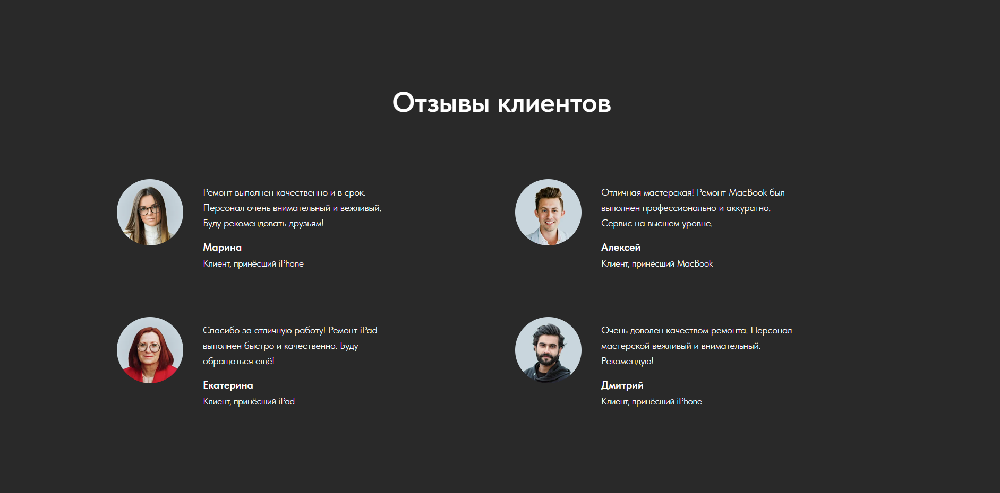 Отзывы клиентов
Ремонт выполнен качественно и в срок.
Персонал очень внимательный и вежливый.
Буду рекомендовать друзьям!
Марина
Клиент, принёсший iPhone
Отличная мастерская! Ремонт MacBook был
выполнен профессионально и аккуратно.
Сервис на высшем уровне.
Алексей
Клиент, принёсший MacBook
Спасибо за отличную работу! Ремонт iPad
выполнен быстро и качественно. Буду
обращаться ещё!
Екатерина
Клиент, принёсший iPad
Очень доволен качеством ремонта. Персонал
мастерской вежливый и внимательный.
Рекомендую!
Дмитрий
Клиент, принёсший iPhone